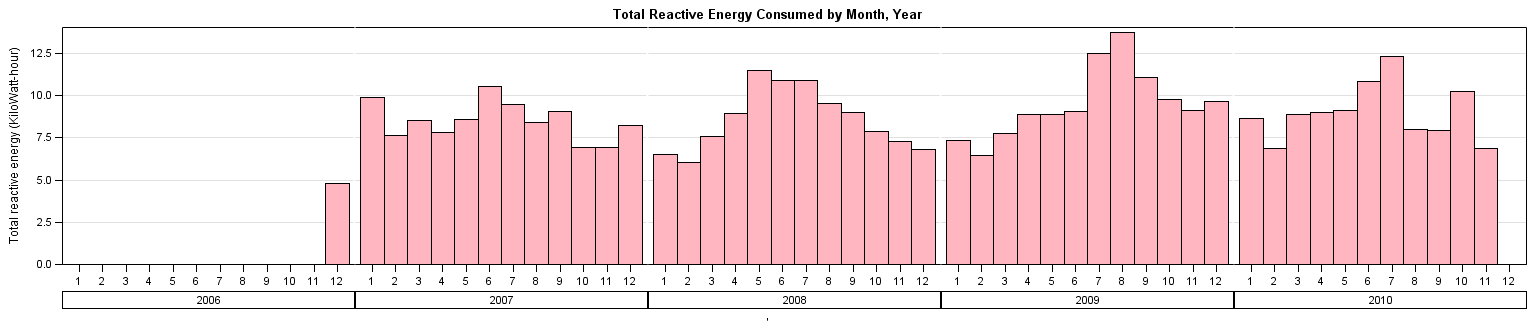 Total Reactive Energy Consumed by Month, Year
Total reactive energy (KiloWatt-hour)
12.5
10.0
7.5
5.0
2.5
0.0
1 2 3 4 5 6 7 8 9 10 11 12 1 2 3 4 5 6 7 8 9 10 11 12 1 2 3 4 5 6 7 8 9 10 11 12 1 2 3 4 5 6 7 8 9 10 11 12 1 2 3 4 5 6 7 8 9 10 11 12
2006 2007 2008 2009 2010